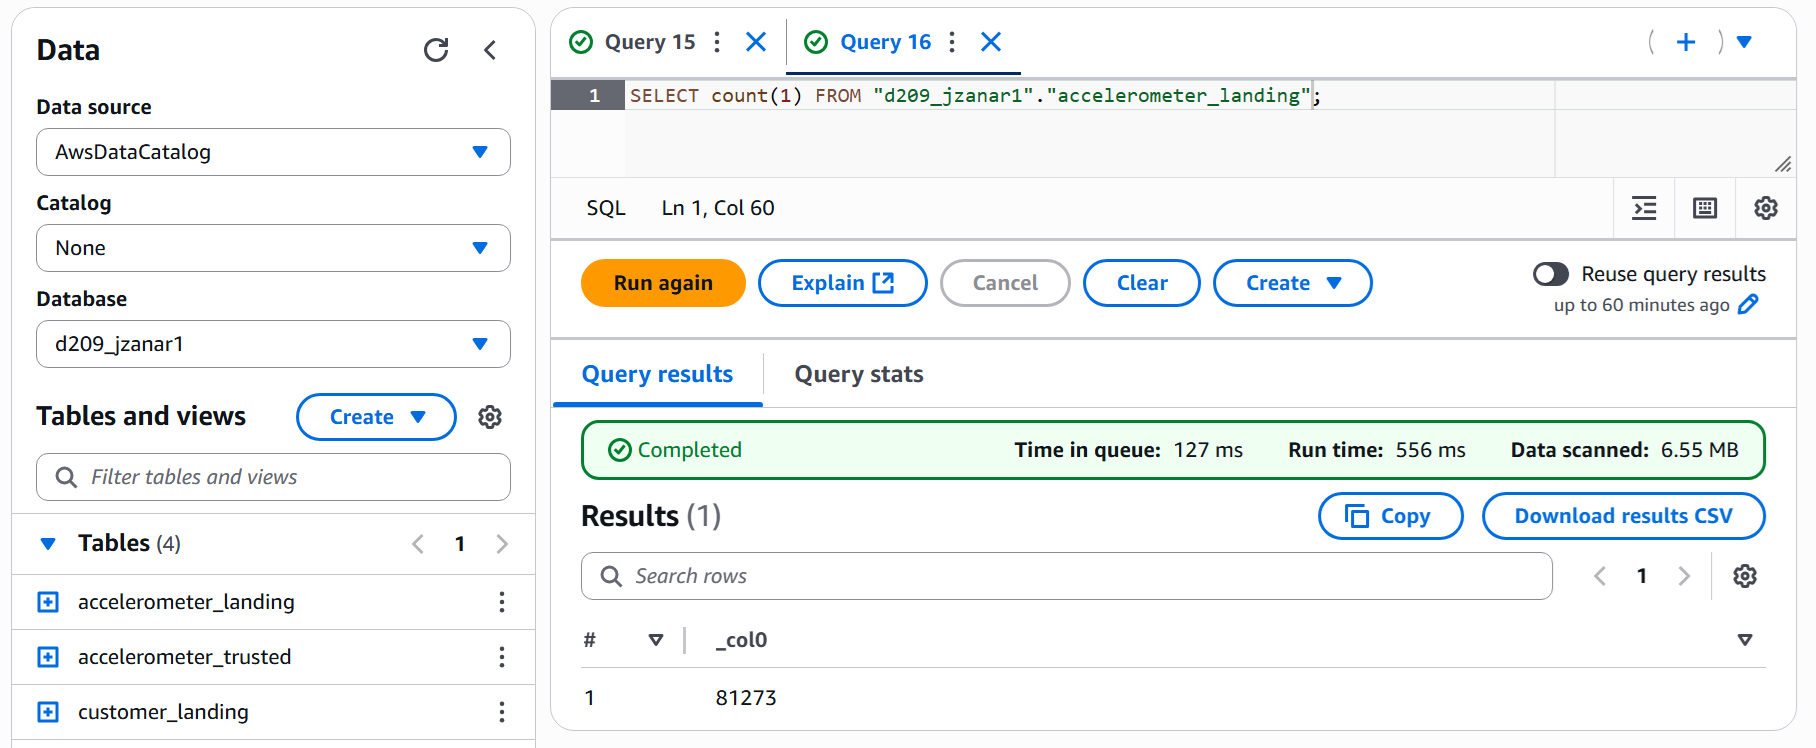 Data
Data source
AwsDataCatalog
Catalog
None
Database
d209_jzanar1
Tables and views
Create
Filter tables and views
Tables (4)
1
accelerometer_landing
accelerometer_trusted
customer_landing
Query 15
Query 16
1 SELECT count(1) FROM "d209_jzanar1"."accelerometer_landing";
SQL Ln 1, Col 60
Run again Explain Cancel Clear Create
Reuse query results
up to 60 minutes ago
Query results Query stats
Completed Time in queue: 127 ms Run time: 556 ms Data scanned: 6.55 MB
Results (1) Copy Download results CSV
Search rows 1
# _col0
1 81273